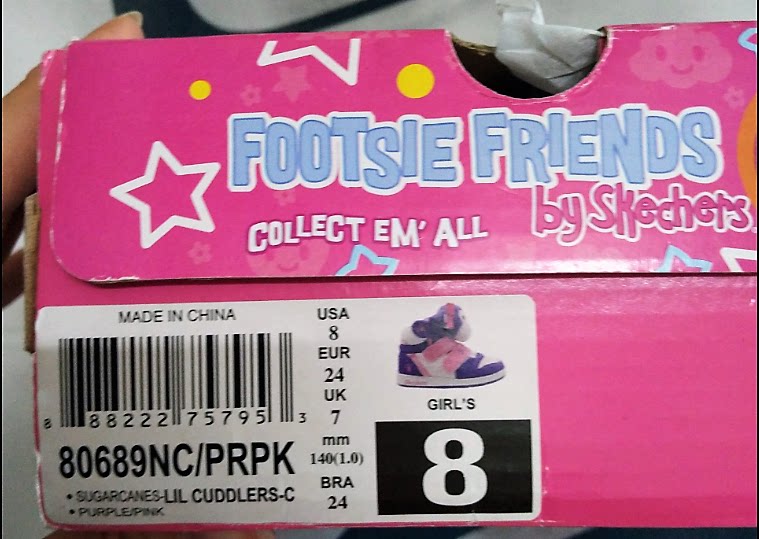 FOOTSIE FRIENDS
by Skechers
COLLECT EM' ALL
MADE IN CHINA
8 88222 75795 3
80689NC/PRPK
• SUGARCANES-LIL CUDDLERS-C
• PURPLE/PINK
USA
8
EUR
24
UK
7
mm
140(1.0)
BRA
24
GIRL'S
8